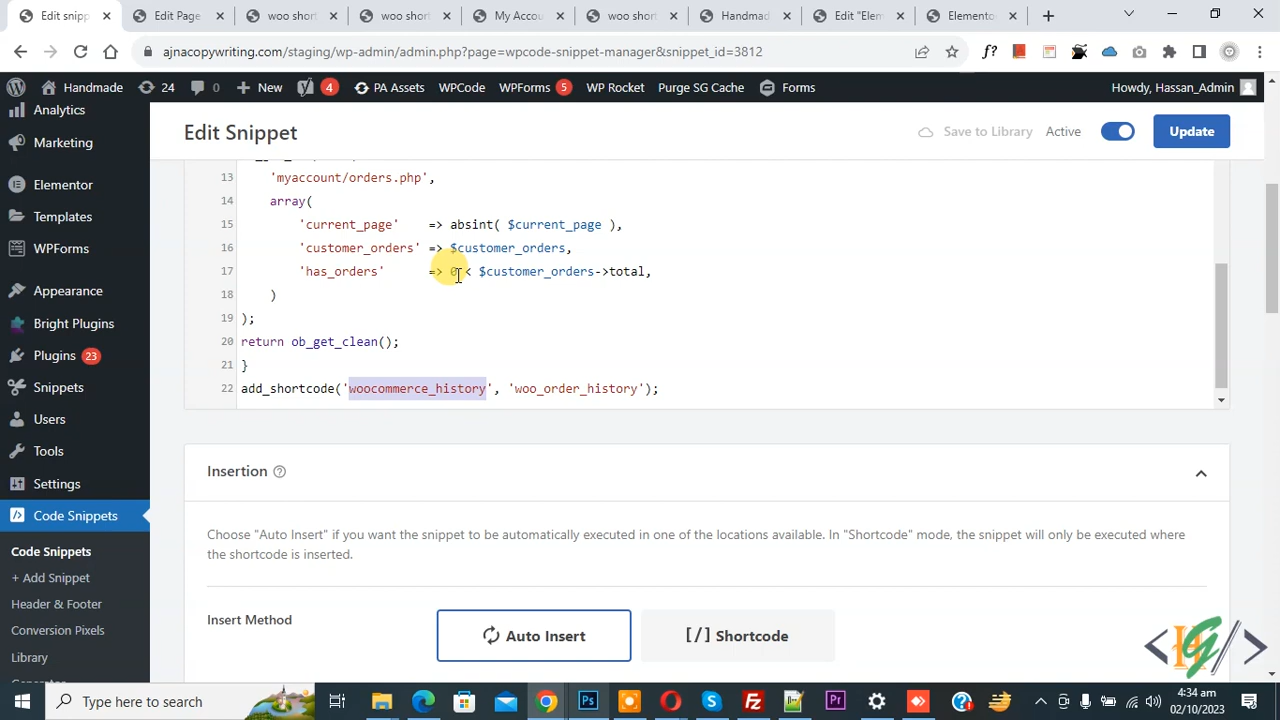 Edit snipp
Edit Page
woo short
woo short
My Accou
woo short
Handmad
Edit "Elem
Elemento
ajnacopywriting.com/staging/wp-admin/admin.php?page=wpcode-snippet-manager&snippet_id=3812
Handmade
24
0
New
4
PA Assets
WPCode
WPForms 5
WP Rocket
Purge SG Cache
Forms
Howdy, Hassan_Admin
Analytics
Marketing
Elementor
Templates
WPForms
Appearance
Bright Plugins
Plugins 23
Snippets
Users
Tools
Settings
Code Snippets
Code Snippets
+ Add Snippet
Header & Footer
Conversion Pixels
Library
Edit Snippet
Save to Library
Active
Update
13 'myaccount/orders.php',
14 array(
15 'current_page' => absint( $current_page ),
16 'customer_orders' => $customer_orders,
17 'has_orders' => 0 < $customer_orders->total,
18 )
19 );
20 return ob_get_clean();
21 }
22 add_shortcode('woocommerce_history', 'woo_order_history');
Insertion
Choose "Auto Insert" if you want the snippet to be automatically executed in one of the locations available. In "Shortcode" mode, the snippet will only be executed where
the shortcode is inserted.
Insert Method
Auto Insert
[/] Shortcode
Type here to search
4:34 am
02/10/2023